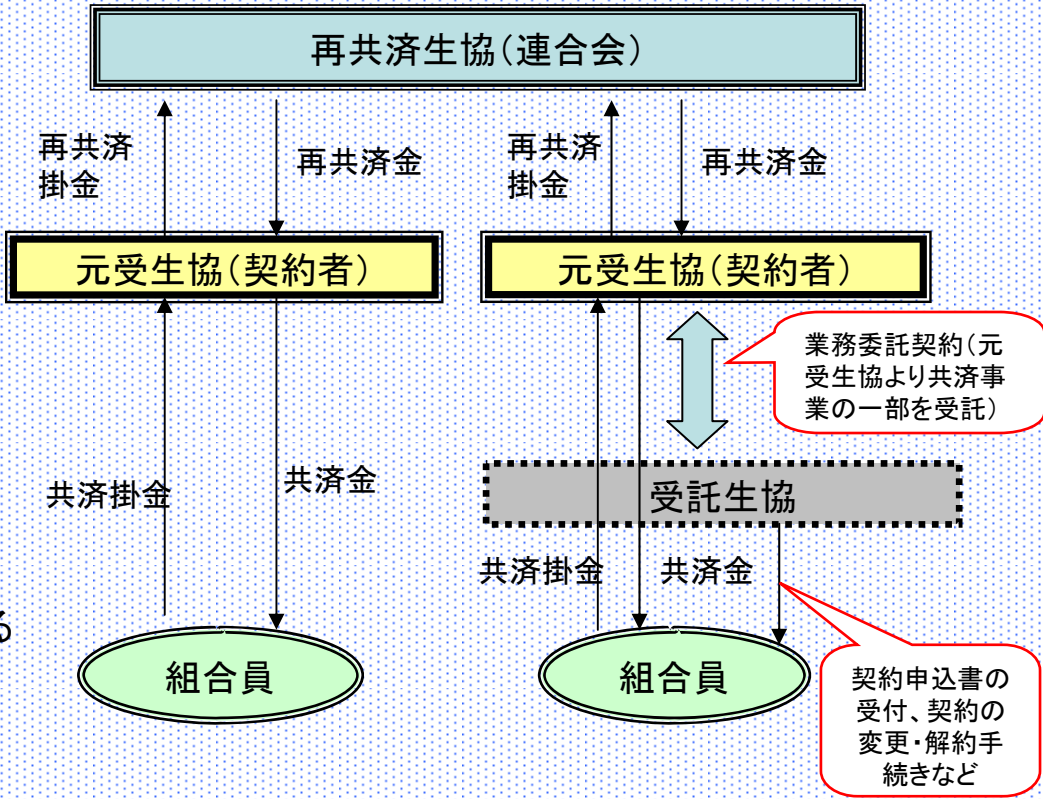 再共済生協(連合会)
再共済
掛金
再共済金
再共済
掛金
再共済金
元受生協(契約者)
元受生協(契約者)
業務委託契約(元
受生協より共済事
業の一部を受託)
共済掛金
共済金
受託生協
共済掛金
共済金
る
組合員
組合員
契約申込書の
受付、契約の
変更・解約手
続きなど